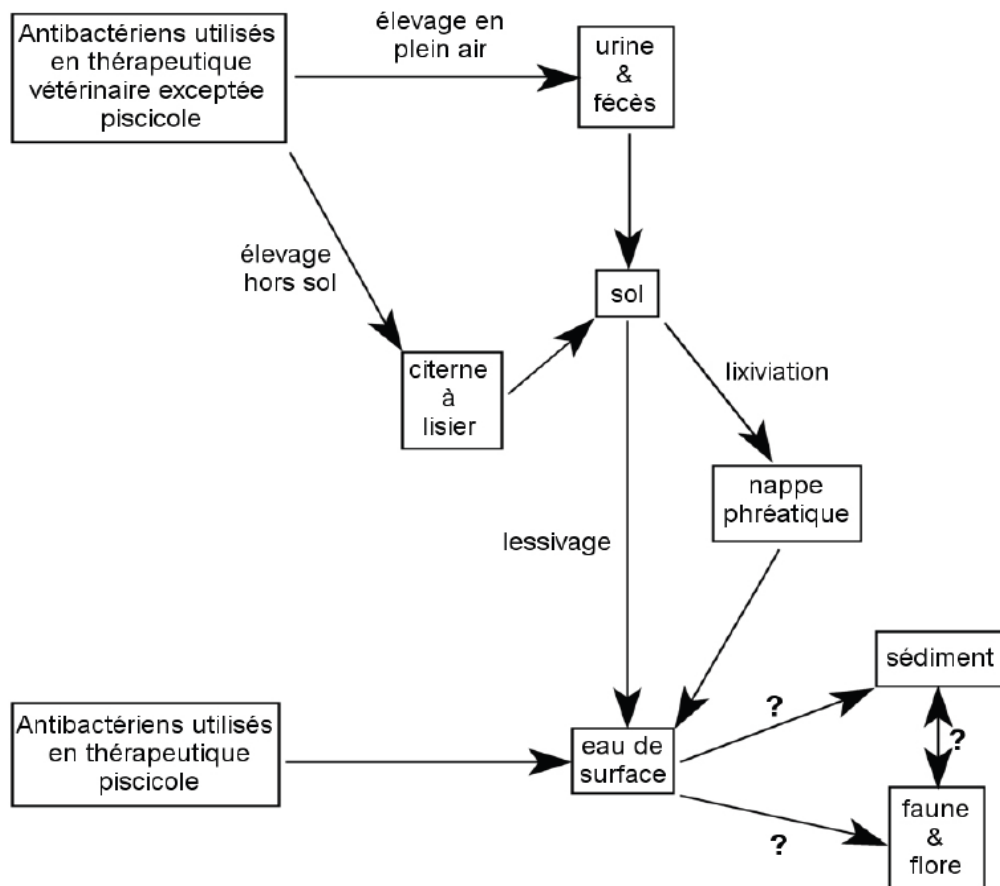 Antibactériens utilisés
en thérapeutique
vétérinaire exceptée
piscicole
élevage en
plein air
urine
&
fécès
élevage
hors sol
sol
citerne
à
lisier
lixiviation
nappe
phréatique
lessivage
sédiment
?
?
Antibactériens utilisés
en thérapeutique
piscicole
eau de
surface
?
faune
&
flore